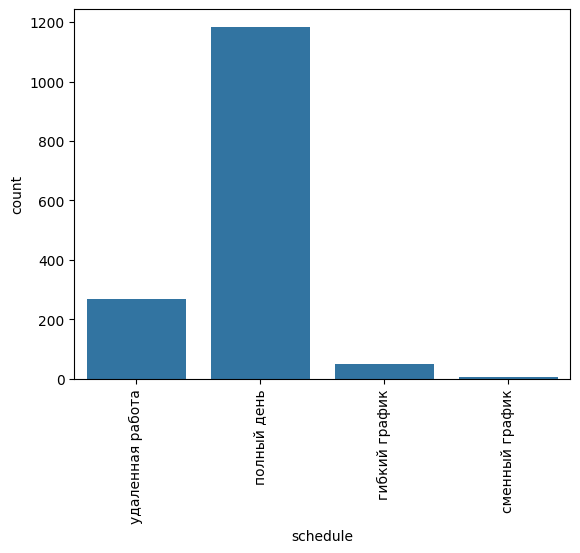 1200
1000
800
600
400
200
0
count
удаленная работа
полный день
гибкий график
сменный график
schedule